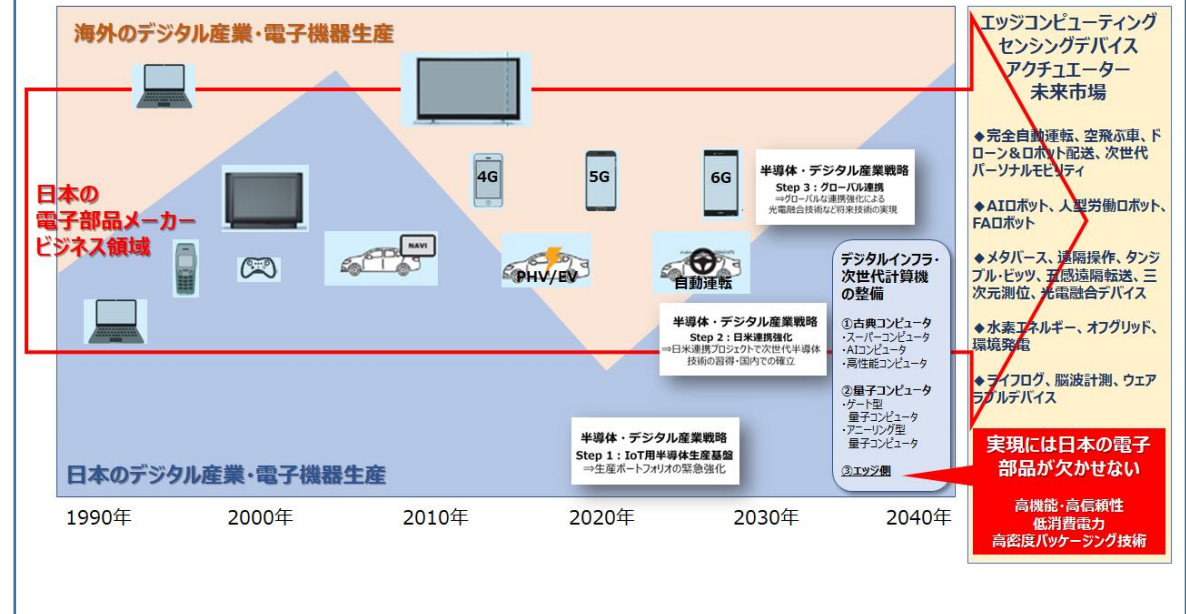 海外のデジタル産業・電子機器生産
日本の
電子部品メーカー
ビジネス領域
NAVI
4G
5G
6G
PHV/EV
自動運転
半導体・デジタル産業戦略
Step 3:グローバル連携
⇒グローバルな連携強化による
光電融合技術など将来技術の実現
半導体・デジタル産業戦略
Step 2:日米連携強化
⇒日米連携プロジェクトで次世代半導体
技術の習得・国内での確立
半導体・デジタル産業戦略
Step 1:IoT用半導体生産基盤
⇒生産ポートフォリオの緊急強化
デジタルインフラ・
次世代計算機
の整備
①古典コンピュータ
・スーパーコンピュータ
・AIコンピュータ
・高性能コンピュータ
②量子コンピュータ
・ゲート型
量子コンピュータ
・アニーリング型
量子コンピュータ
③エッジ側
日本のデジタル産業・電子機器生産
1990年
2000年
2010年
2020年
2030年
2040年
エッジコンピューティング
センシングデバイス
アクチュエーター
未来市場
◆完全自動運転、空飛ぶ車、ド
ローン&ロボット配送、次世代
パーソナルモビリティ
◆AIロボット、人型労働ロボット、
FAロボット
◆メタバース、遠隔操作、タンジ
ブル・ビッツ、五感遠隔転送、三
次元測位、光電融合デバイス
◆水素エネルギー、オフグリッド、
環境発電
◆ライフログ、脳波計測、ウェア
ラブルデバイス
実現には日本の電子
部品が欠かせない
高機能・高信頼性
低消費電力
高密度パッケージング技術